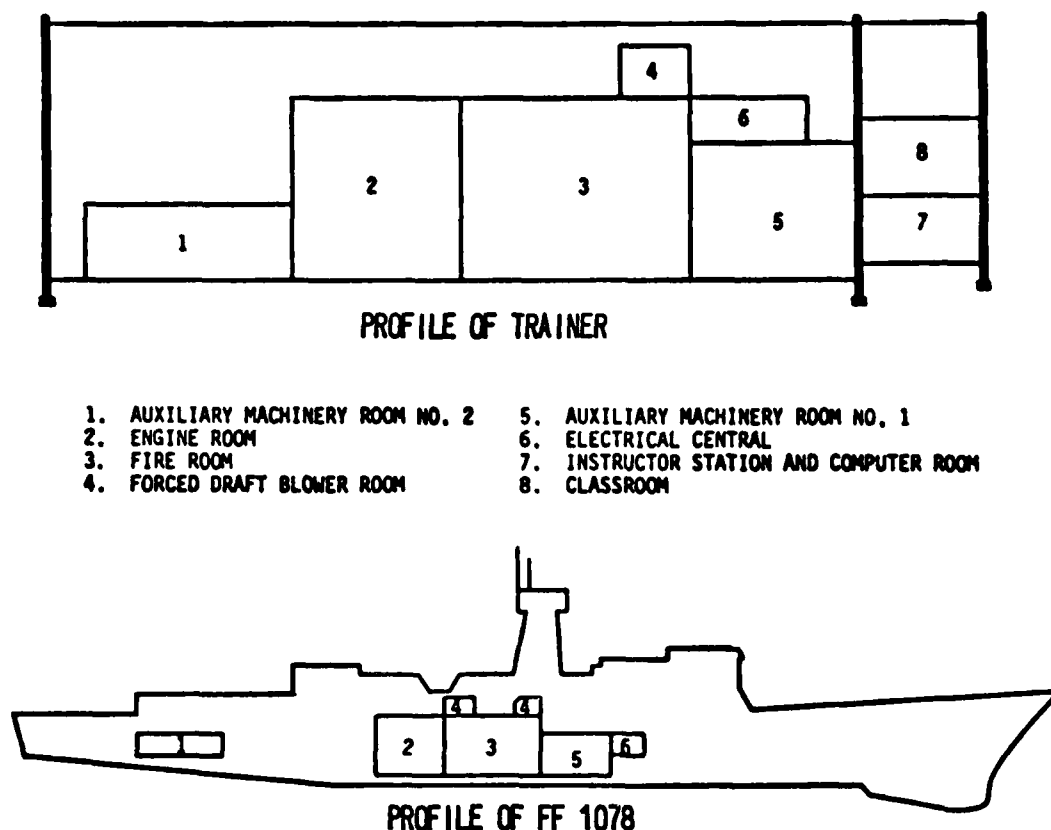 4
6
8
2
3
1
5
7
PROFILE OF TRAINER
1. AUXILIARY MACHINERY ROOM NO. 2
2. ENGINE ROOM
3. FIRE ROOM
4. FORCED DRAFT BLOWER ROOM
5. AUXILIARY MACHINERY ROOM NO. 1
6. ELECTRICAL CENTRAL
7. INSTRUCTOR STATION AND COMPUTER ROOM
8. CLASSROOM
4 4
2 3 5 6
PROFILE OF FF 1078